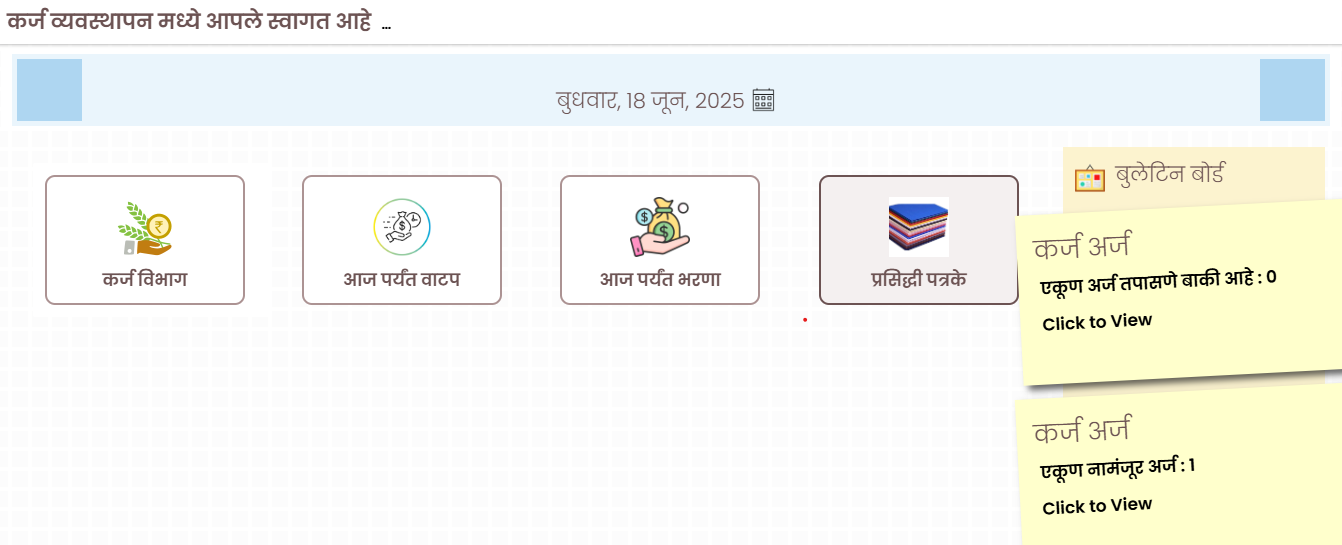 कर्ज व्यवस्थापन मध्ये आपले स्वागत आहे ...
बुधवार, 18 जून, 2025
कर्ज विभाग
आज पर्यंत वाटप
आज पर्यंत भरणा
प्रसिद्धी पत्रके
बुलेटिन बोर्ड
कर्ज अर्ज
एकूण अर्ज तपासणे बाकी आहे : 0
Click to View
कर्ज अर्ज
एकूण नामंजूर अर्ज : 1
Click to View